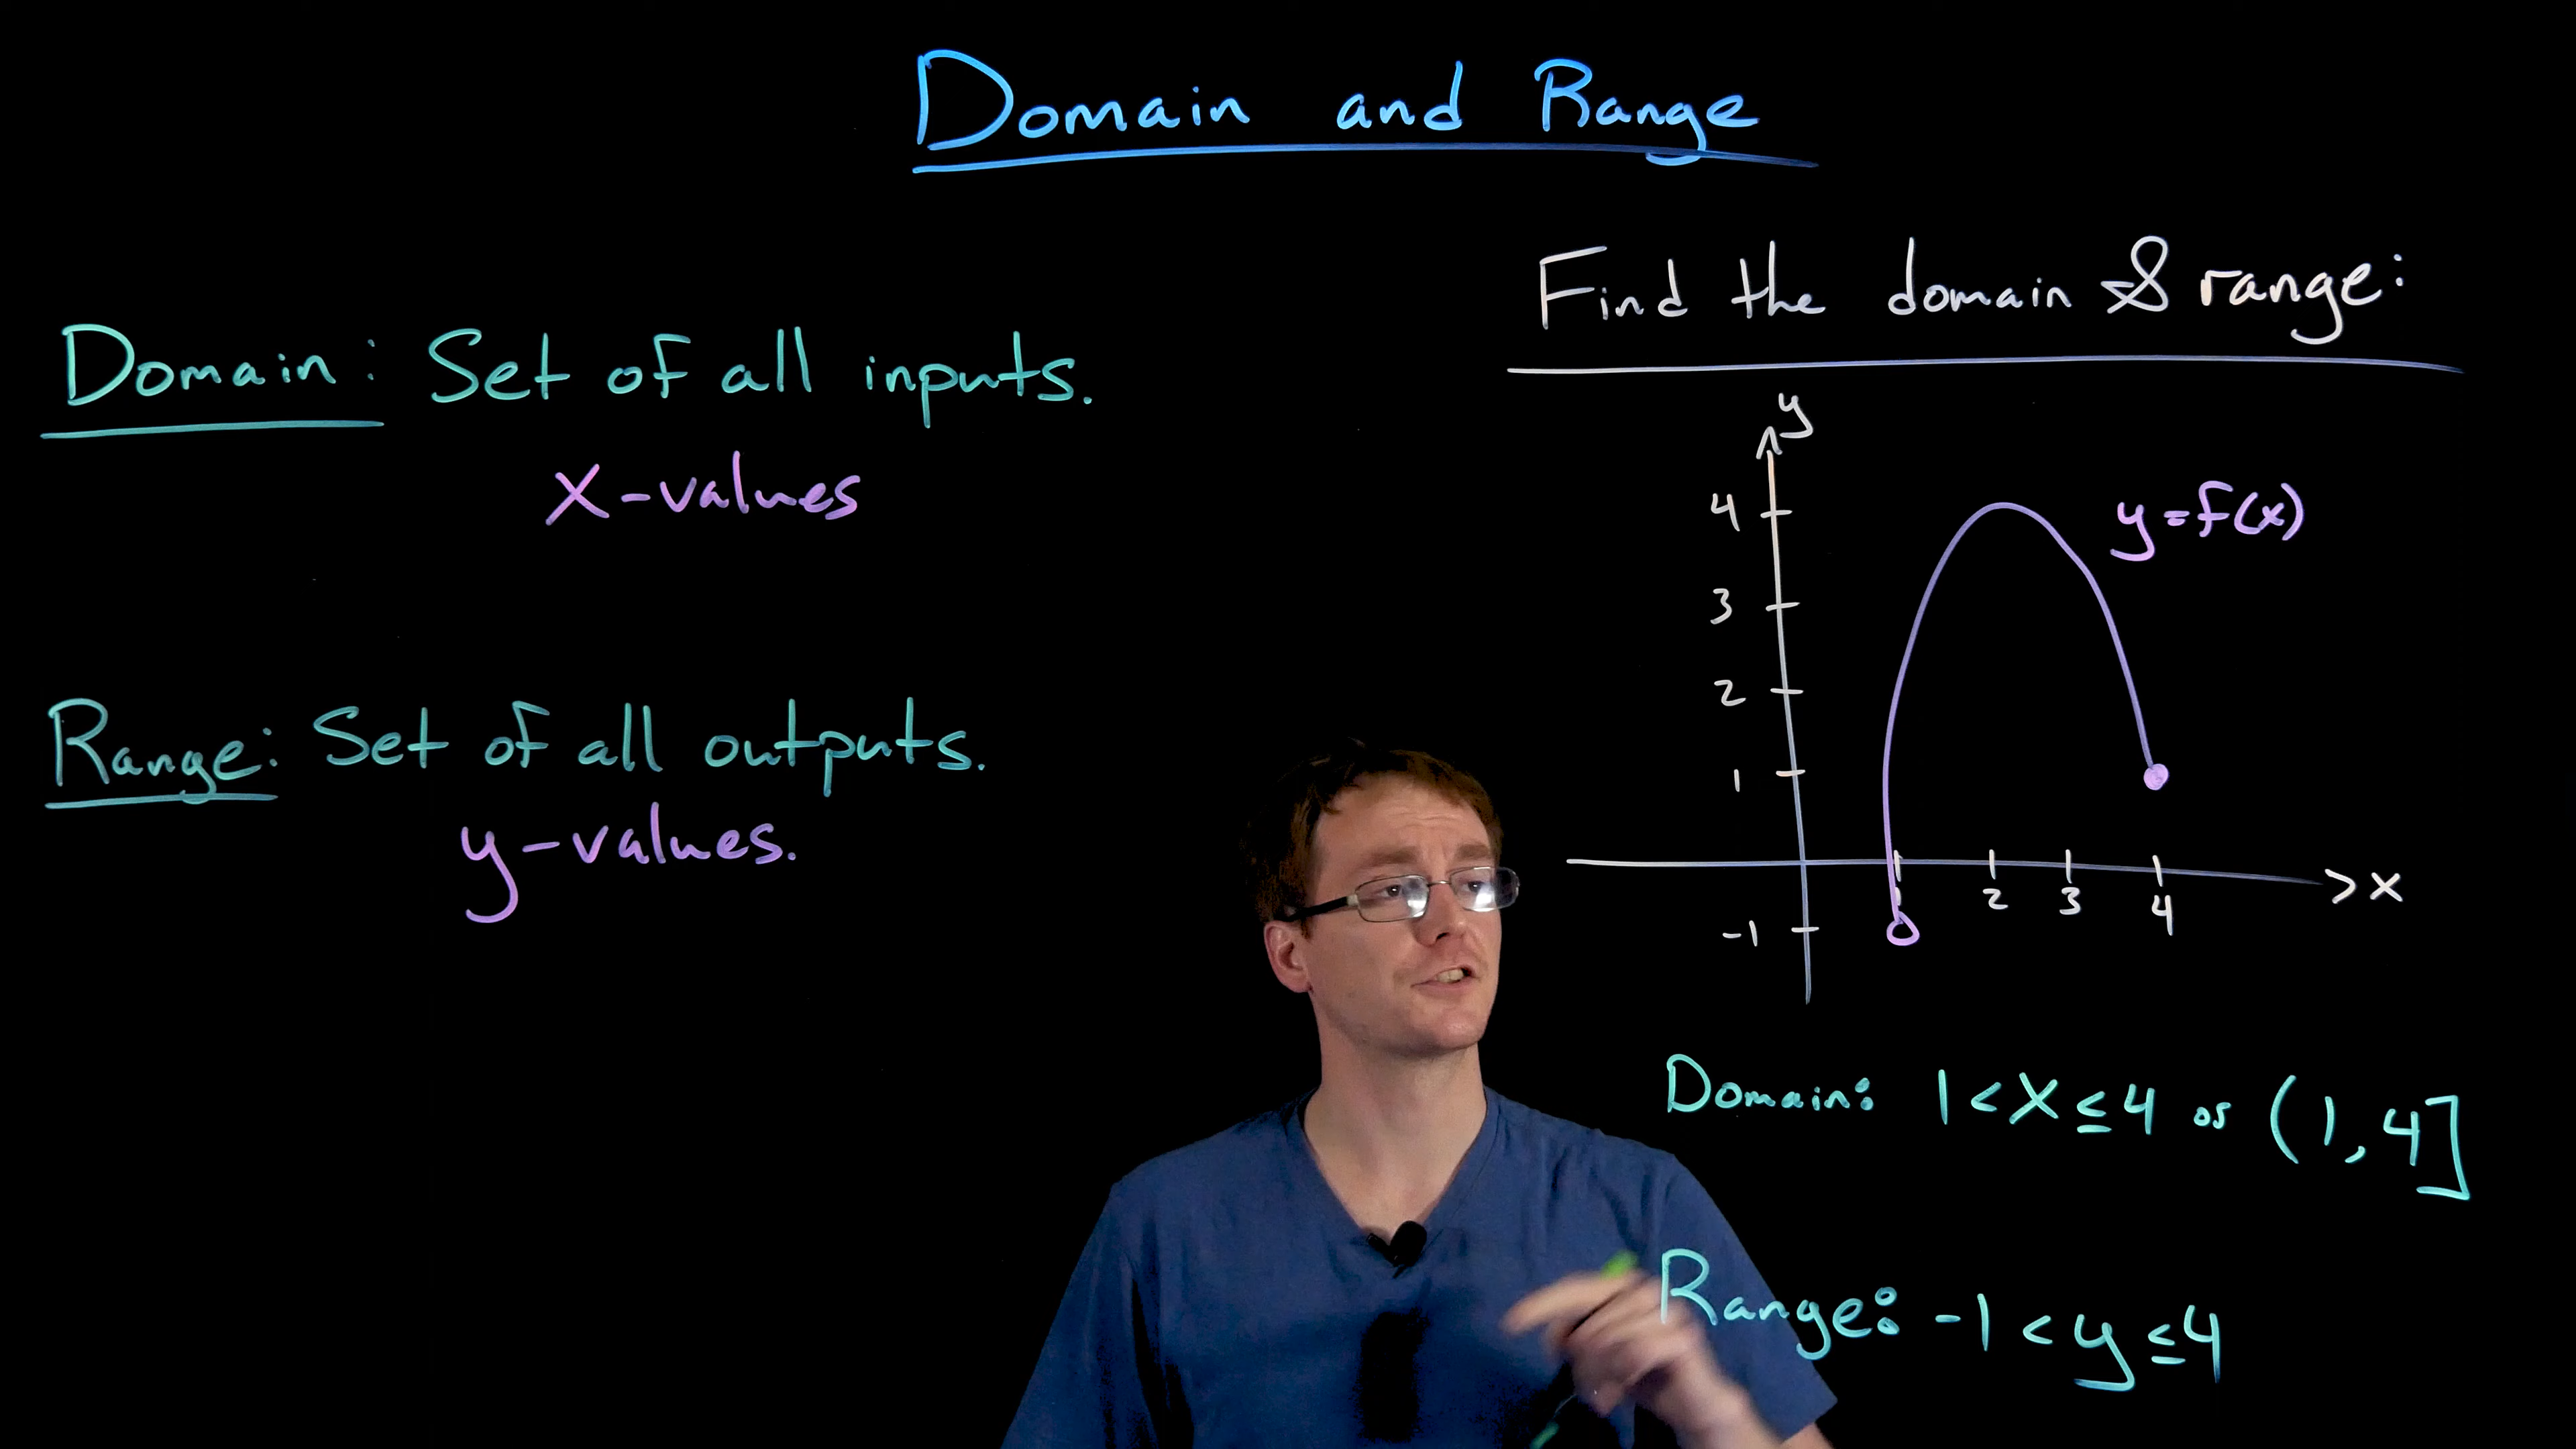 Domain and Range
Domain: Set of all inputs.
x-values
Range: Set of all outputs.
y-values.
Find the domain & range:
y
4
y=f(x)
3
2
1
1 2 3 4
x
-1
Domain: 1 < x ≤ 4 or (1, 4]
Range: -1 < y ≤ 4